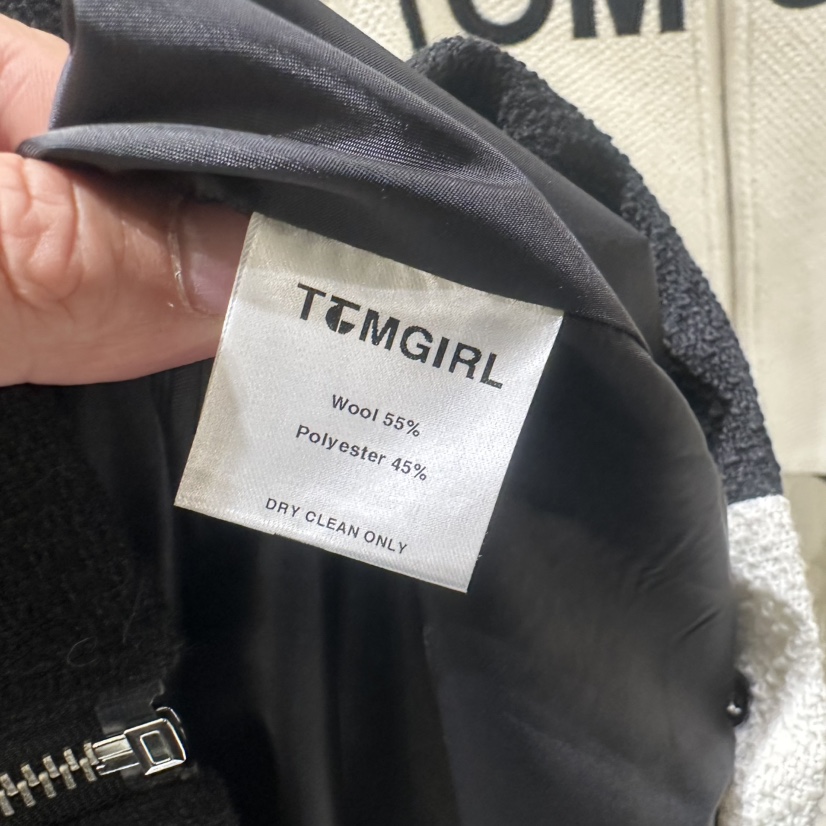 TOMGIRL
Wool 55%
Polyester 45%
DRY CLEAN ONLY